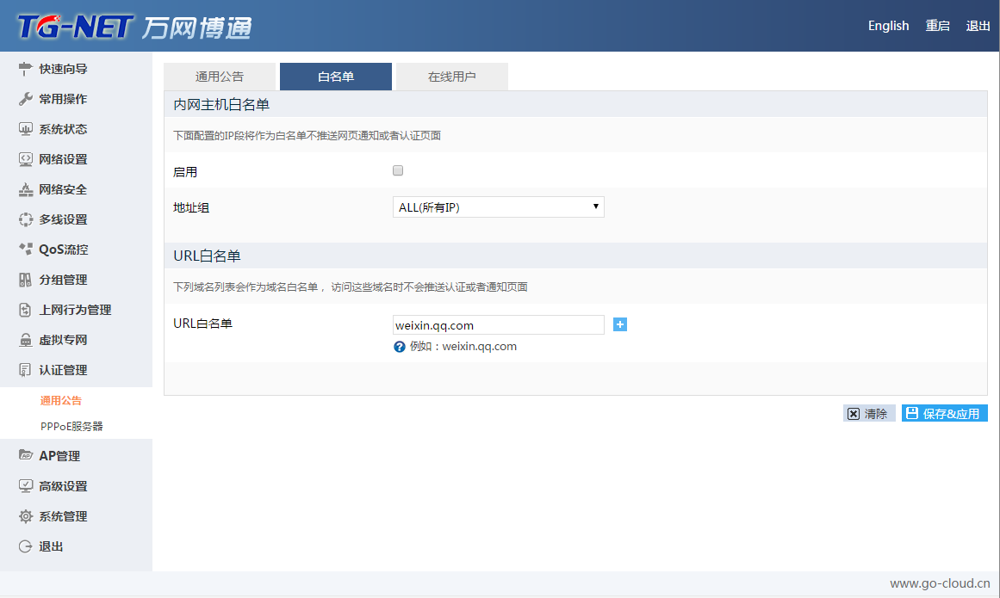 TG-NET 万网博通
English 重启 退出
快速向导
常用操作
系统状态
网络设置
网络安全
多线设置
QoS流控
分组管理
上网行为管理
虚拟专网
认证管理
通用公告
PPPoE服务器
AP管理
高级设置
系统管理
退出
通用公告 白名单 在线用户
内网主机白名单
下面配置的IP段将作为白名单不推送网页通知或者认证页面
启用
地址组 ALL(所有IP)
URL白名单
下列域名列表会作为域名白名单，访问这些域名时不会推送认证或者通知页面
URL白名单 weixin.qq.com
例如：weixin.qq.com
清除 保存&应用
www.go-cloud.cn